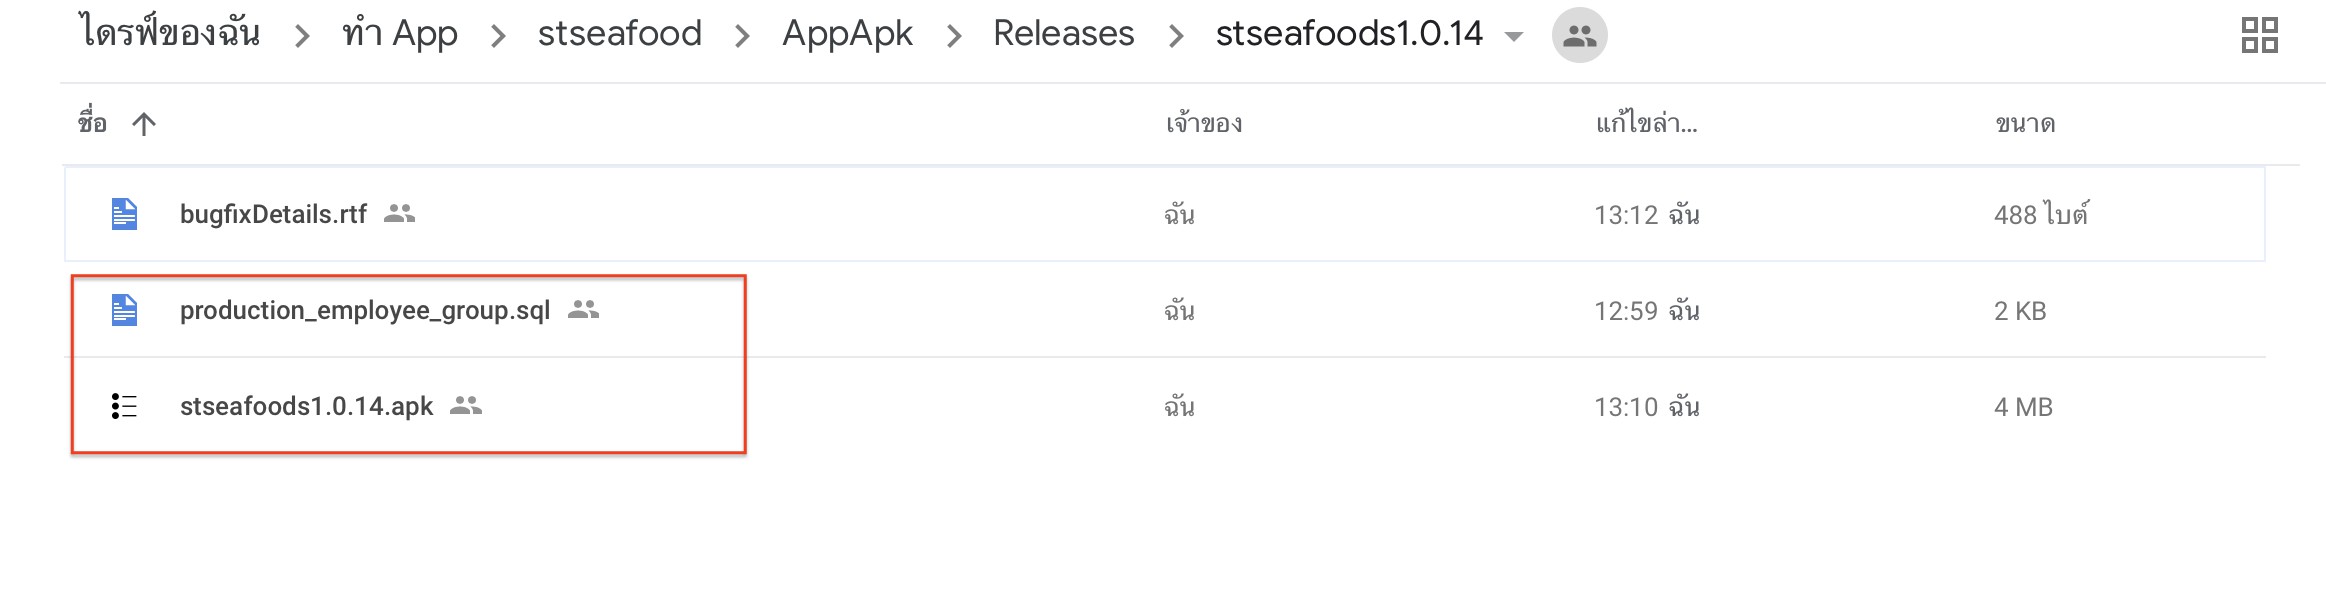 ไดรฟ์ของฉัน > ทำ App > stseafood > AppApk > Releases > stseafoods1.0.14
ชื่อ ↑ เจ้าของ แก้ไขล่า... ขนาด
bugfixDetails.rtf ฉัน 13:12 ฉัน 488 ไบต์
production_employee_group.sql ฉัน 12:59 ฉัน 2 KB
stseafoods1.0.14.apk ฉัน 13:10 ฉัน 4 MB